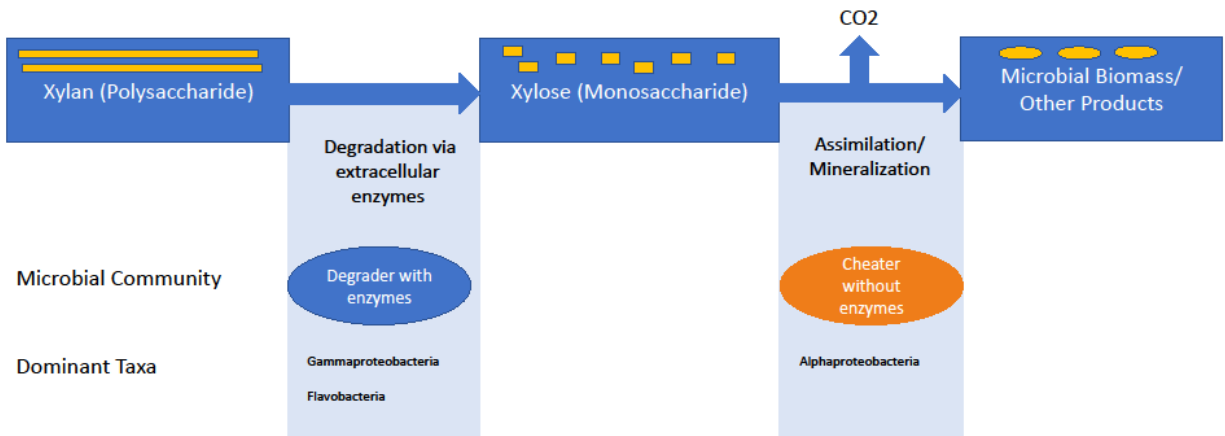 CO2
Xylan (Polysaccharide)
Xylose (Monosaccharide)
Microbial Biomass/
Other Products
Degradation via
extracellular
enzymes
Assimilation/
Mineralization
Microbial Community
Degrader with
enzymes
Cheater
without
enzymes
Dominant Taxa
Gammaproteobacteria
Flavobacteria
Alphaproteobacteria